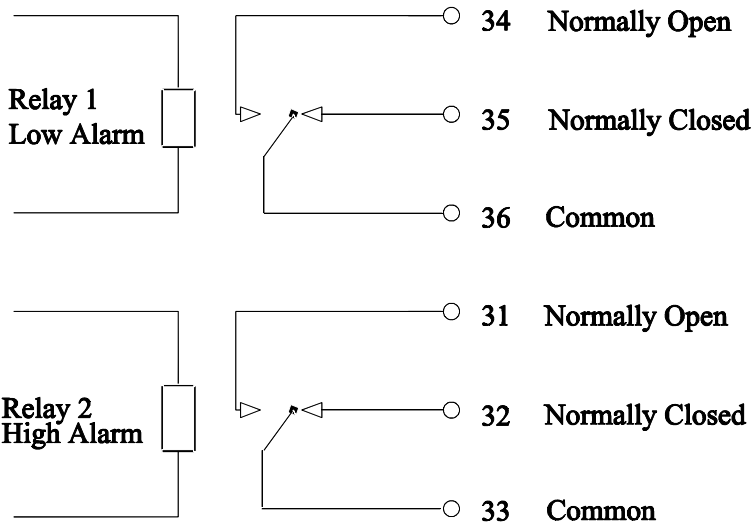 34 Normally Open
Relay 1
Low Alarm
35 Normally Closed
36 Common
31 Normally Open
Relay 2
High Alarm
32 Normally Closed
33 Common